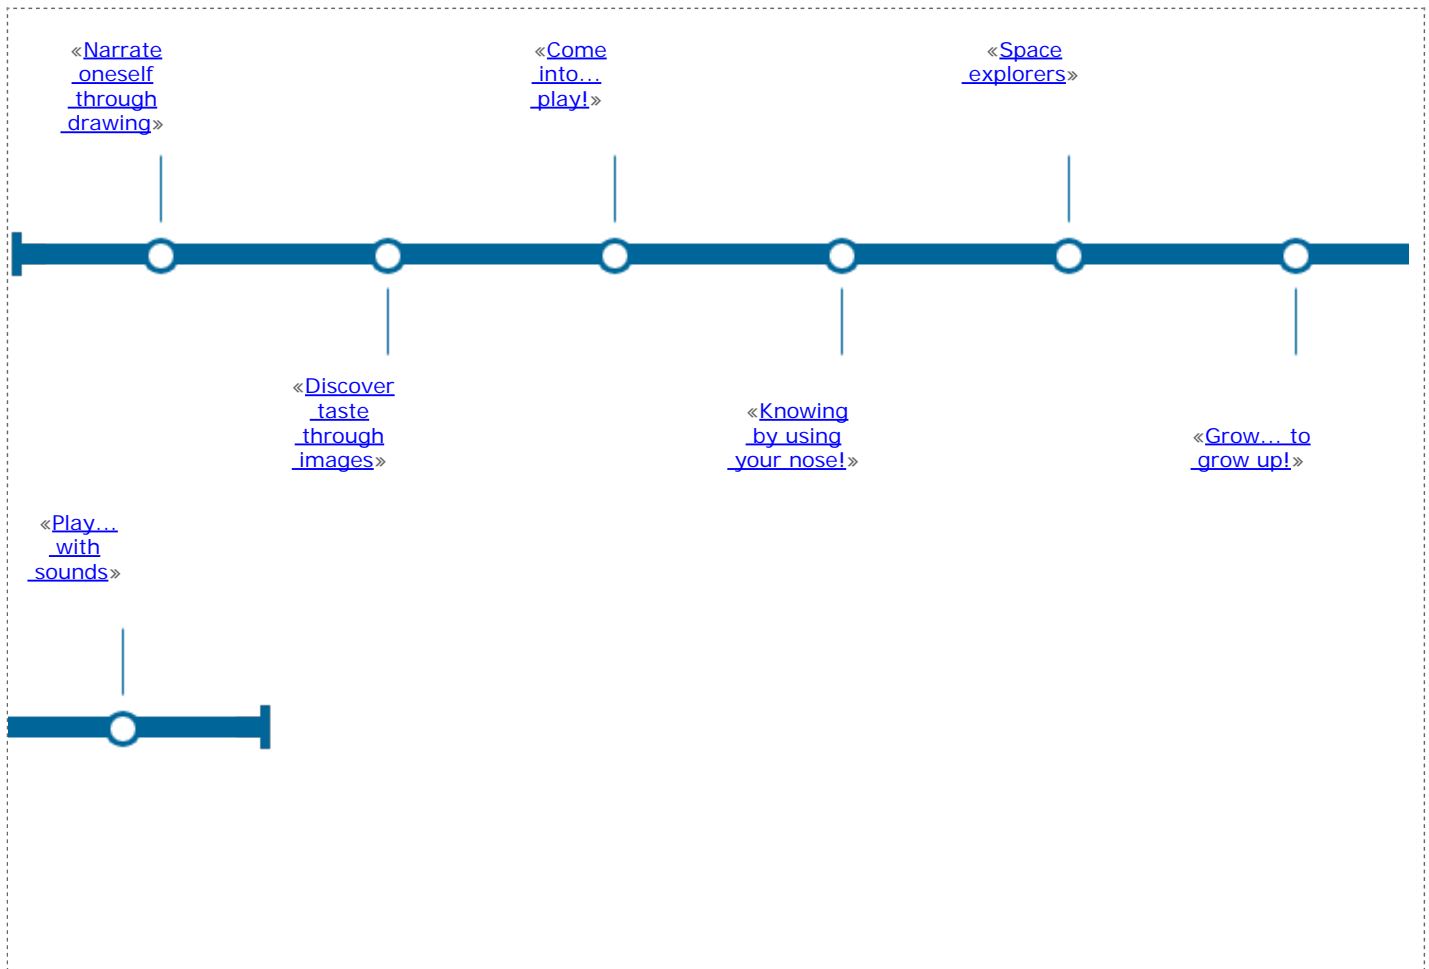 «Narrate
oneself
through
drawing»
«Discover
taste
through
images»
«Come
into...
play!»
«Knowing
by using
your nose!»
«Space
explorers»
«Grow... to
grow up!»
«Play...
with
sounds»